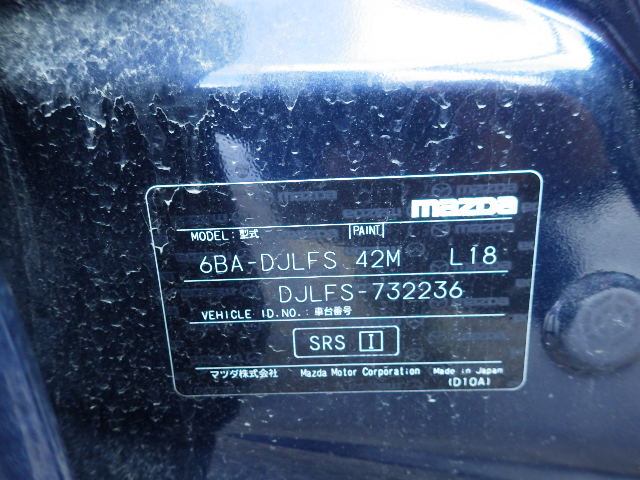 mazda
MODEL: 型式 PAINT
6BA-DJLFS 42M L18
DJLFS-732236
VEHICLE I.D.NO.: 車台番号
SRS I
マツダ株式会社 Mazda Motor Corporation Made in Japan
(D10A)